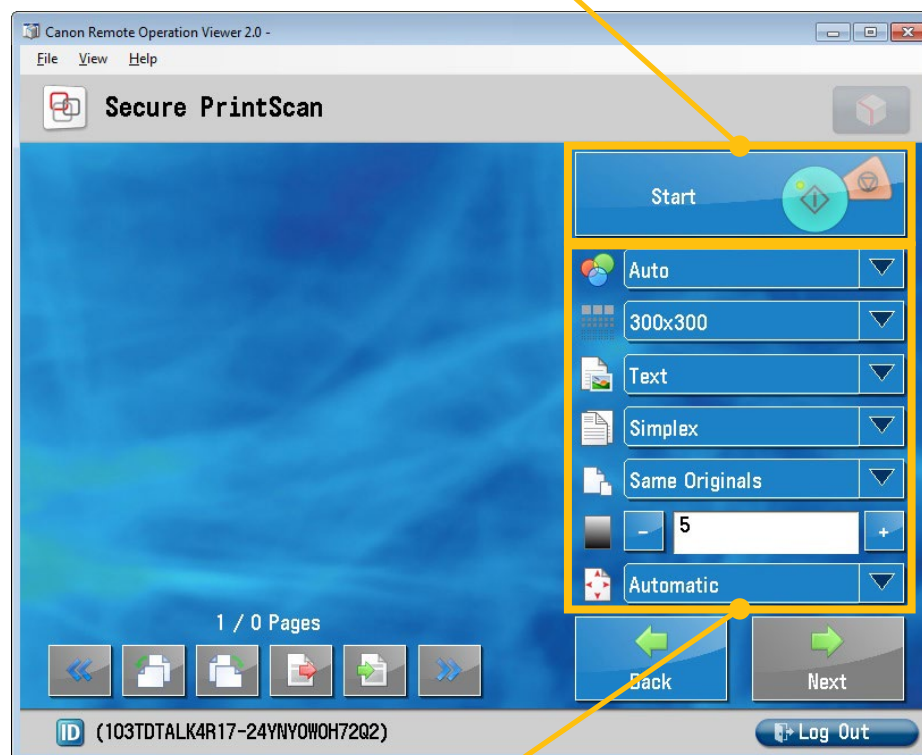 Canon Remote Operation Viewer 2.0 -
File View Help
Secure PrintScan
Start
Auto
300x300
Text
Simplex
Same Originals
- 5 +
Automatic
1 / 0 Pages
Back Next
ID (103TDTALK4R17-24YNYOWOH72Q2) Log Out